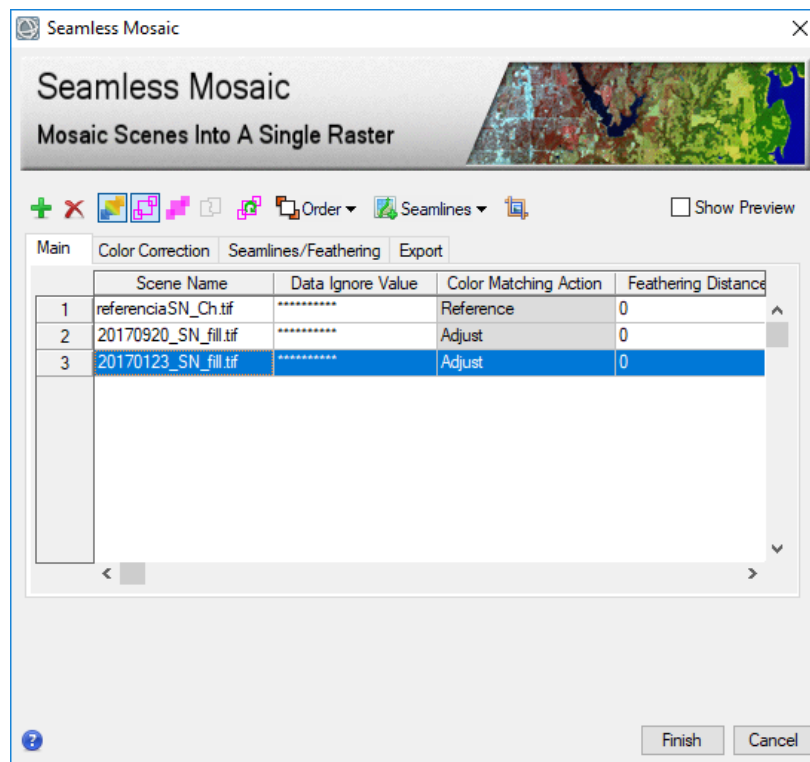 Seamless Mosaic
Seamless Mosaic
Mosaic Scenes Into A Single Raster
Order Seamlines Show Preview
Main Color Correction Seamlines/Feathering Export
Scene Name Data Ignore Value Color Matching Action Feathering Distance
1 referenciaSN_Ch.tif ********** Reference 0
2 20170920_SN_fill.tif ********** Adjust 0
3 20170123_SN_fill.tif ********** Adjust 0
? Finish Cancel